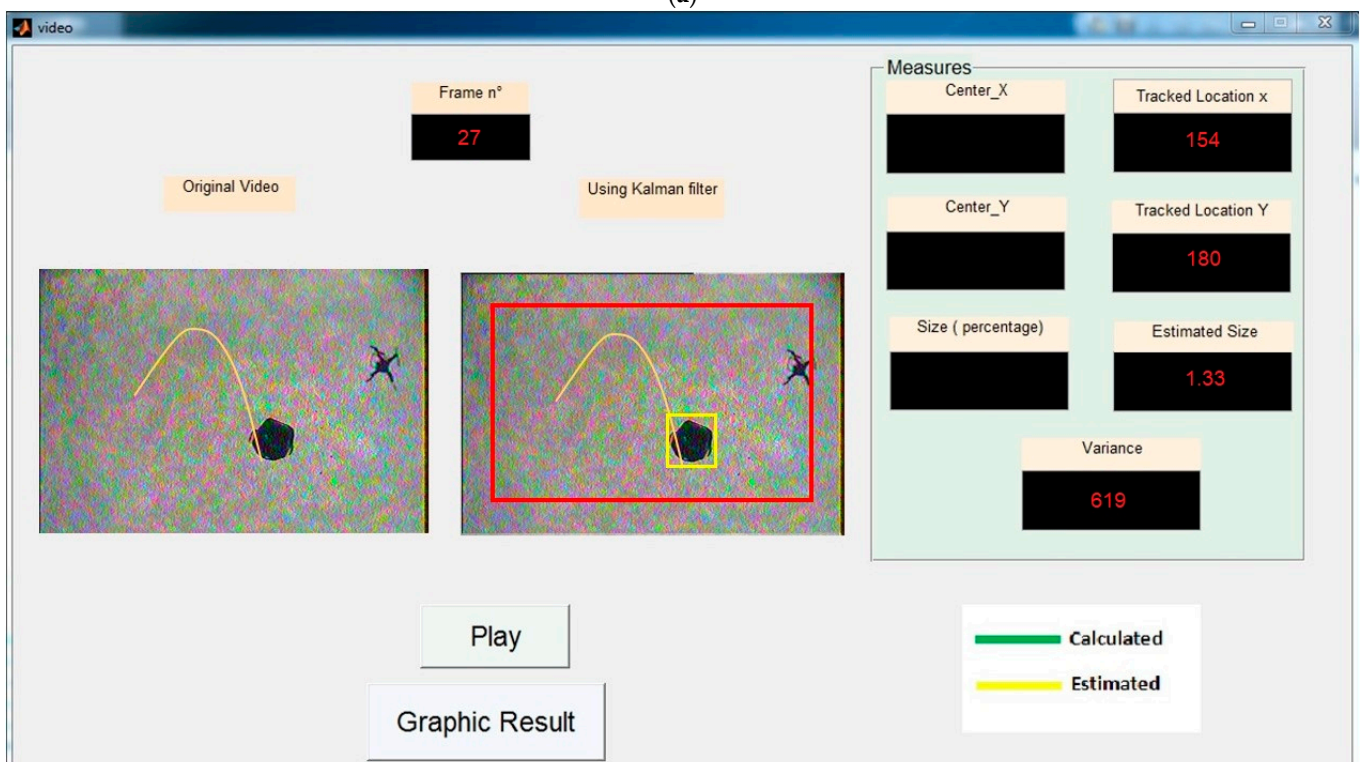 (a)
video
Frame n°
27
Original Video
Using Kalman filter
Measures
Center_X
Tracked Location x
154
Center_Y
Tracked Location Y
180
Size ( percentage)
Estimated Size
1.33
Variance
619
Play
Graphic Result
Calculated
Estimated